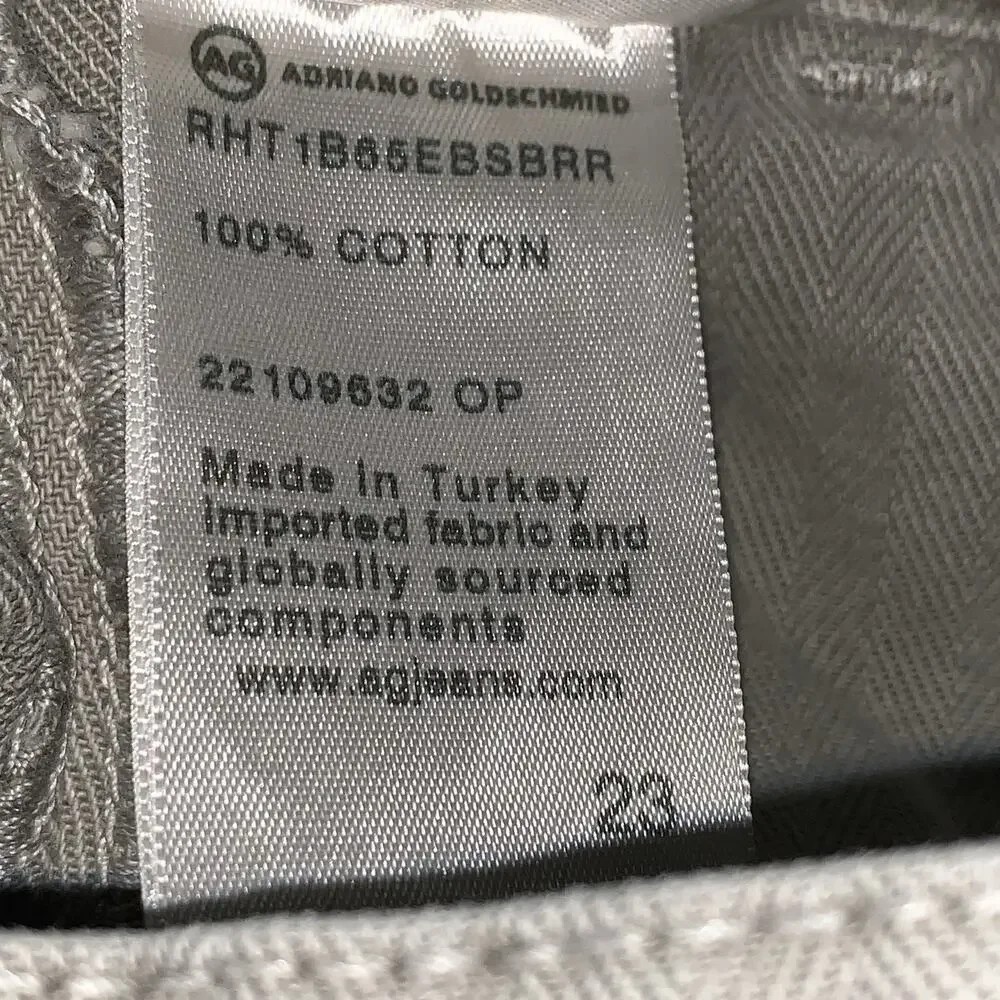 AG ADRIANO GOLDSCHMIED
RHT1B65EBSBRR
100% COTTON
22109632 OP
Made In Turkey
Imported fabric and
globally sourced
components
www.agjeans.com
23